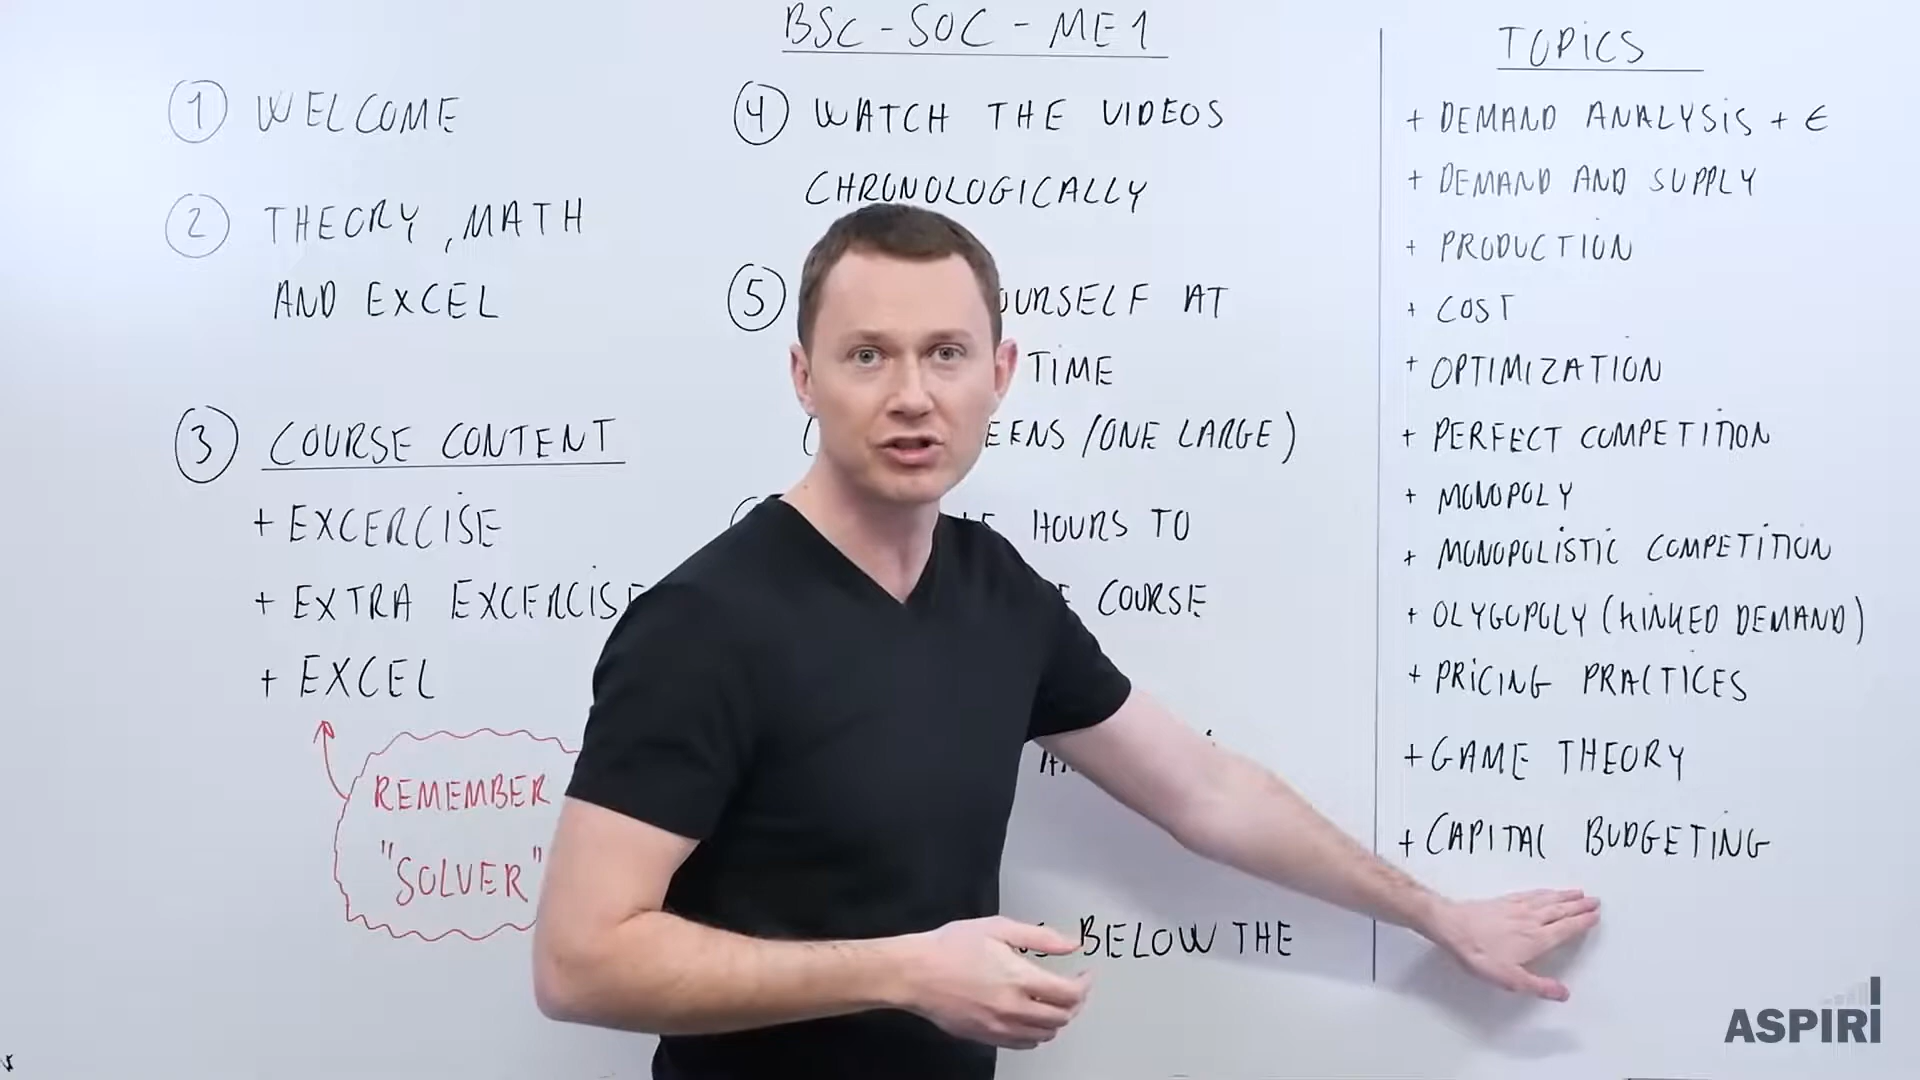 BSC - SOC - ME1
① WELCOME
② THEORY, MATH
AND EXCEL
③ COURSE CONTENT
+ EXCERCISE
+ EXTRA EXCERCISE
+ EXCEL
REMEMBER
"SOLVER"
④ WATCH THE VIDEOS
CHRONOLOGICALLY
⑤ AT
TIME
/ONE LARGE)
HOURS TO
COURSE
BELOW THE
TOPICS
+ DEMAND ANALYSIS + ϵ
+ DEMAND AND SUPPLY
+ PRODUCTION
+ COST
+ OPTIMIZATION
+ PERFECT COMPETITION
+ MONOPOLY
+ MONOPOLISTIC COMPETITION
+ OLYGOPOLY (KINKED DEMAND)
+ PRICING PRACTICES
+ GAME THEORY
+ CAPITAL BUDGETING
ASPIRI